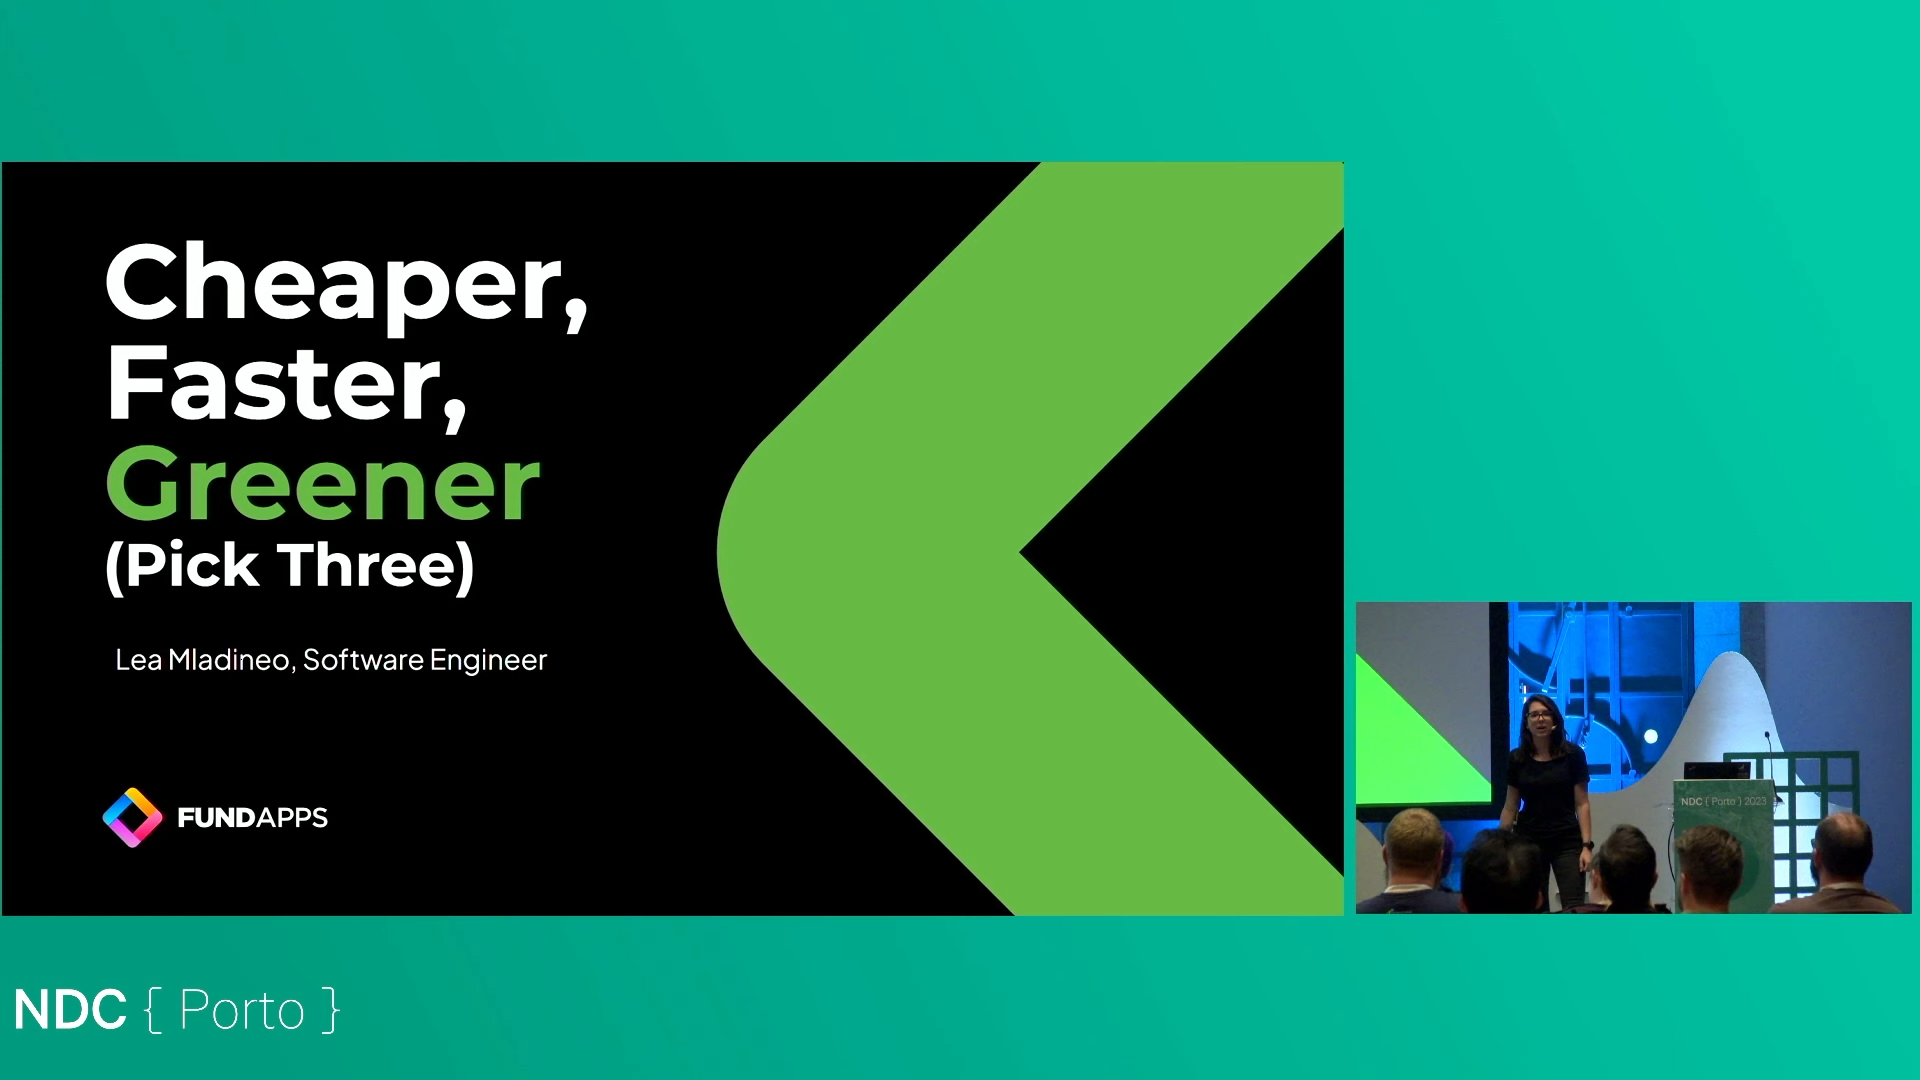 Cheaper,
Faster,
Greener
(Pick Three)
Lea Mladineo, Software Engineer
FUNDAPPS
NDC { Porto } 2023
NDC { Porto }